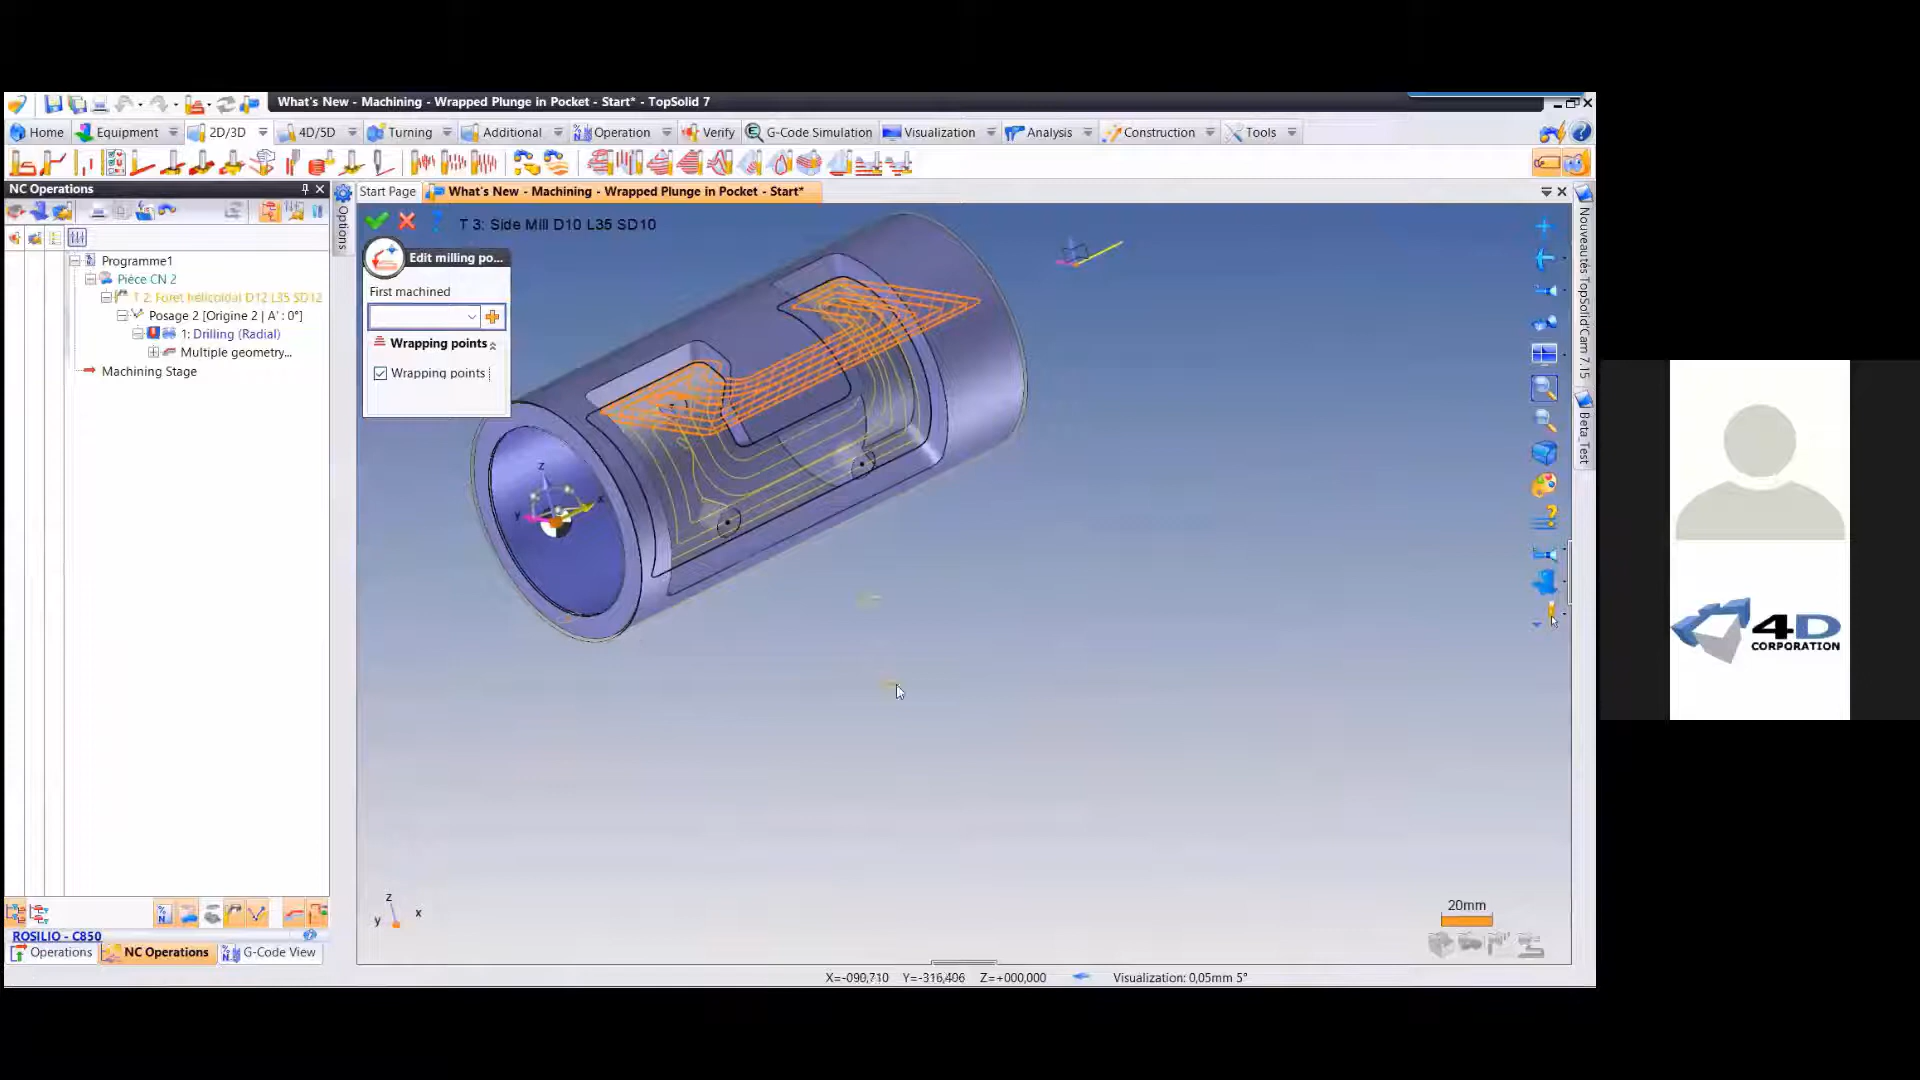 What's New - Machining - Wrapped Plunge in Pocket - Start* - TopSolid 7
Home
Equipment
2D/3D
4D/5D
Turning
Additional
Operation
Verify
G-Code Simulation
Visualization
Analysis
Construction
Tools
NC Operations
Start Page
What's New - Machining - Wrapped Plunge in Pocket - Start*
Options
T 3: Side Mill D10 L35 SD10
Edit milling po...
First machined
Wrapping points
Wrapping points
Programme1
Pièce CN 2
T 2: Foret hélicoïdal D12 L35 SD12
Posage 2 [Origine 2 | A' : 0°]
1: Drilling (Radial)
Multiple geometry...
Machining Stage
Nouveautés TopSolid'Cam 7.15
Beta_Test
z
x
y
z
y
x
20mm
ROSILIO - C850
Operations
NC Operations
G-Code View
X=-090,710 Y=-316,406 Z=+000,000
Visualization: 0,05mm 5°
4D
CORPORATION